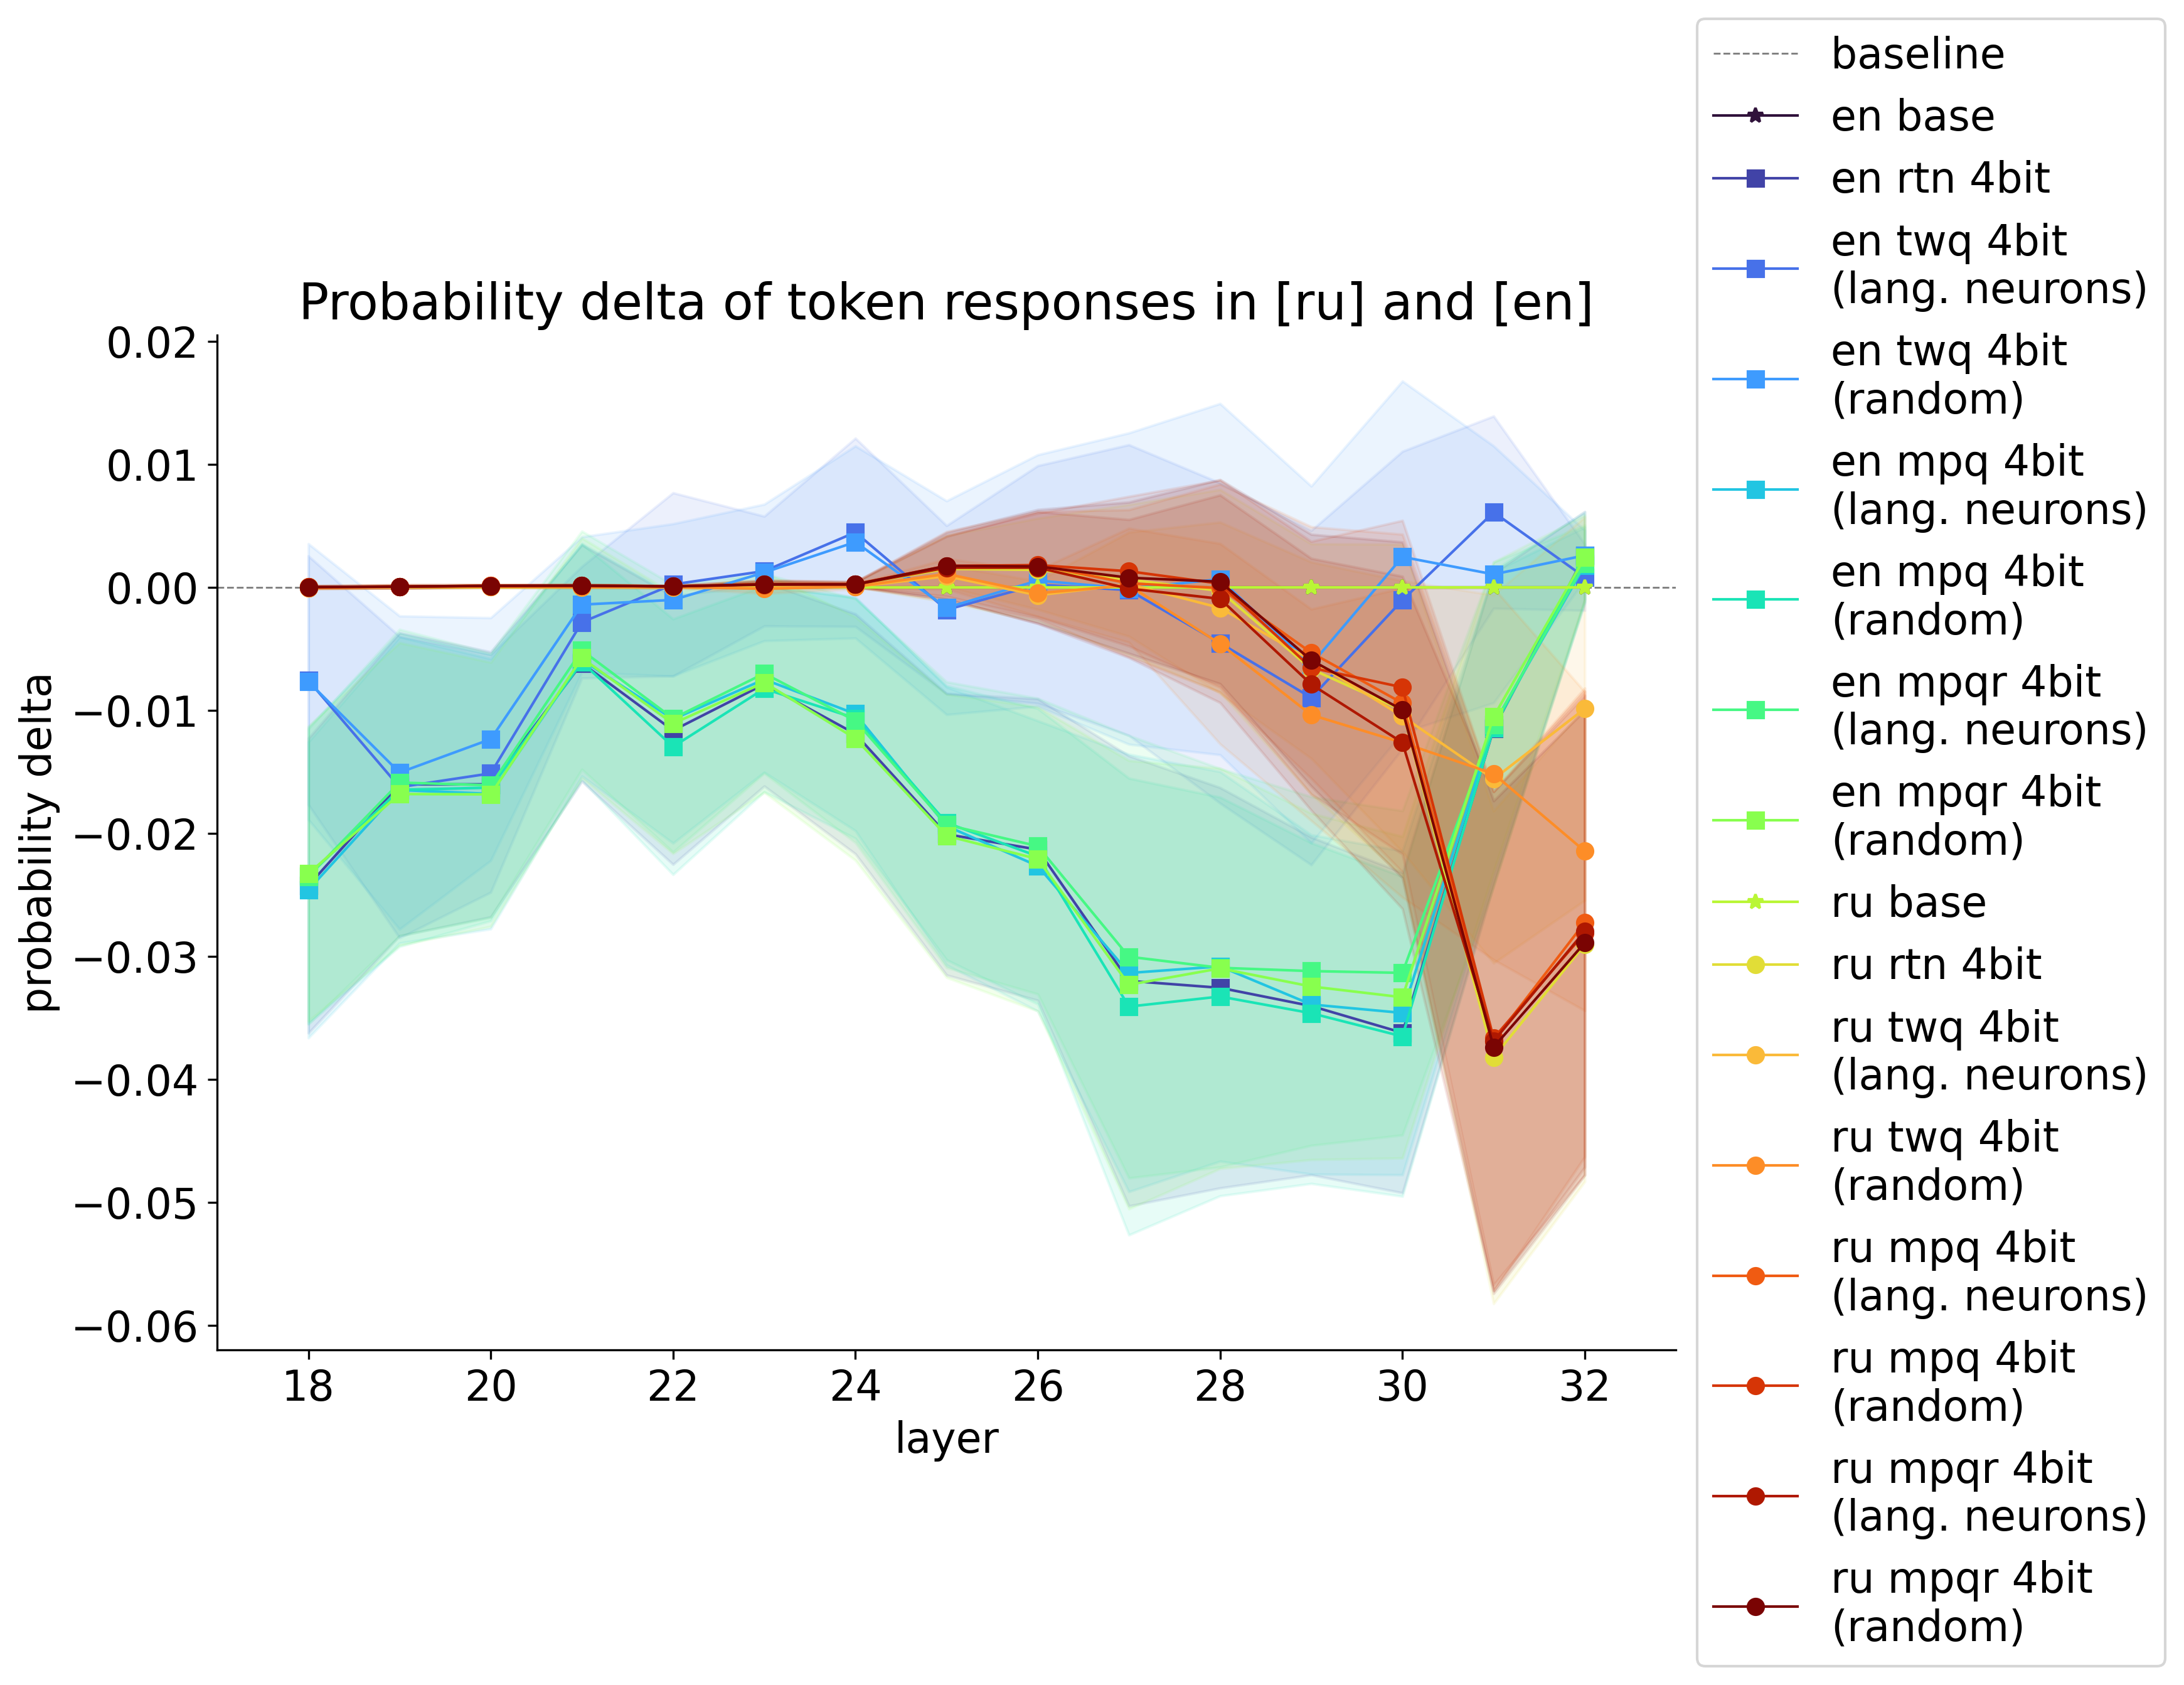 Probability delta of token responses in [ru] and [en]
probability delta
0.02
0.01
0.00
−0.01
−0.02
−0.03
−0.04
−0.05
−0.06
18
20
22
24
26
28
30
32
layer
baseline
en base
en rtn 4bit
en twq 4bit
(lang. neurons)
en twq 4bit
(random)
en mpq 4bit
(lang. neurons)
en mpq 4bit
(random)
en mpqr 4bit
(lang. neurons)
en mpqr 4bit
(random)
ru base
ru rtn 4bit
ru twq 4bit
(lang. neurons)
ru twq 4bit
(random)
ru mpq 4bit
(lang. neurons)
ru mpq 4bit
(random)
ru mpqr 4bit
(lang. neurons)
ru mpqr 4bit
(random)